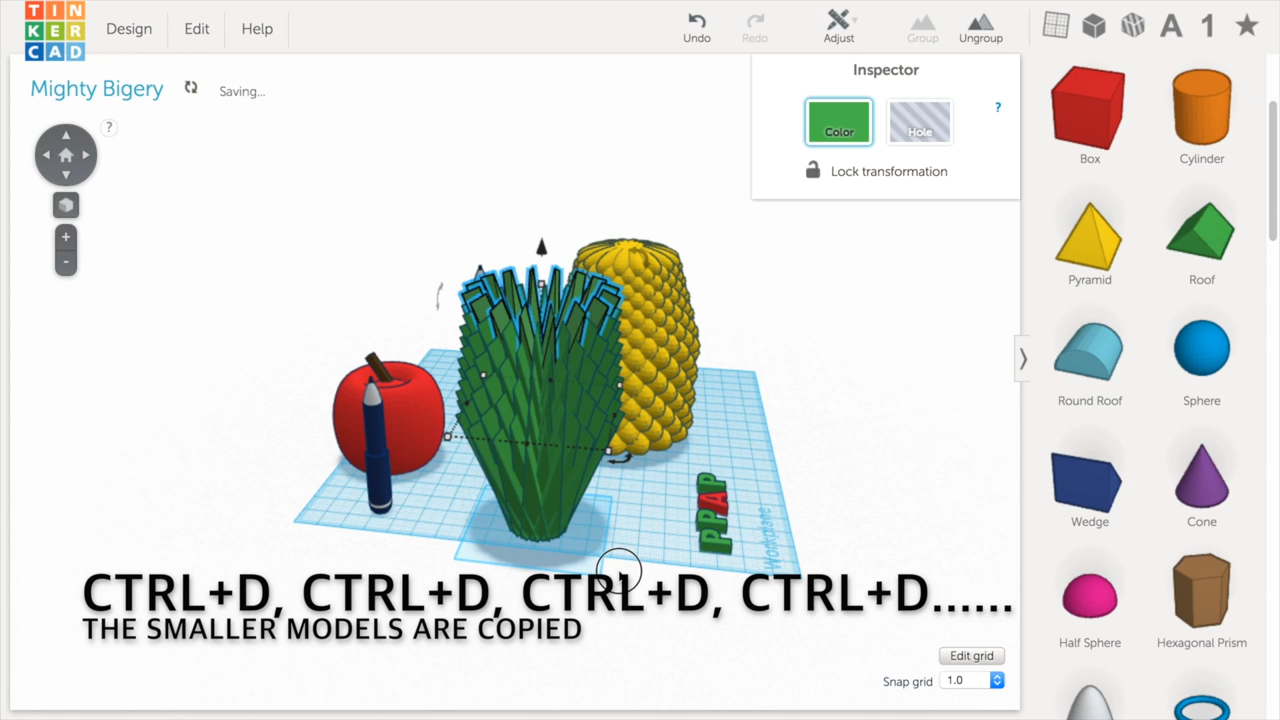 TIN
KER
CAD
Design
Edit
Help
Undo
Redo
Adjust
Group
Ungroup
A
1
Mighty Bigery
Saving...
?
Inspector
Color
Hole
?
Lock transformation
+
-
Box
Cylinder
Pyramid
Roof
Round Roof
Sphere
Wedge
Cone
Half Sphere
Hexagonal Prism
PPAP
Workplane
CTRL+D, CTRL+D, CTRL+D, CTRL+D......
THE SMALLER MODELS ARE COPIED
Edit grid
Snap grid
1.0